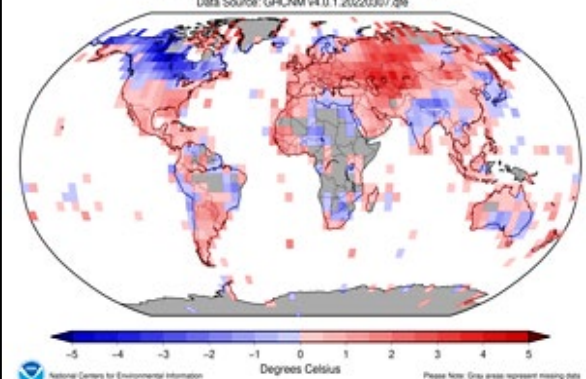 Data Source: GHCNM v4.0.1.20220307.qfe
-5 -4 -3 -2 -1 0 1 2 3 4 5
Degrees Celsius
National Centers for Environmental Information
Please Note: Gray areas represent missing data